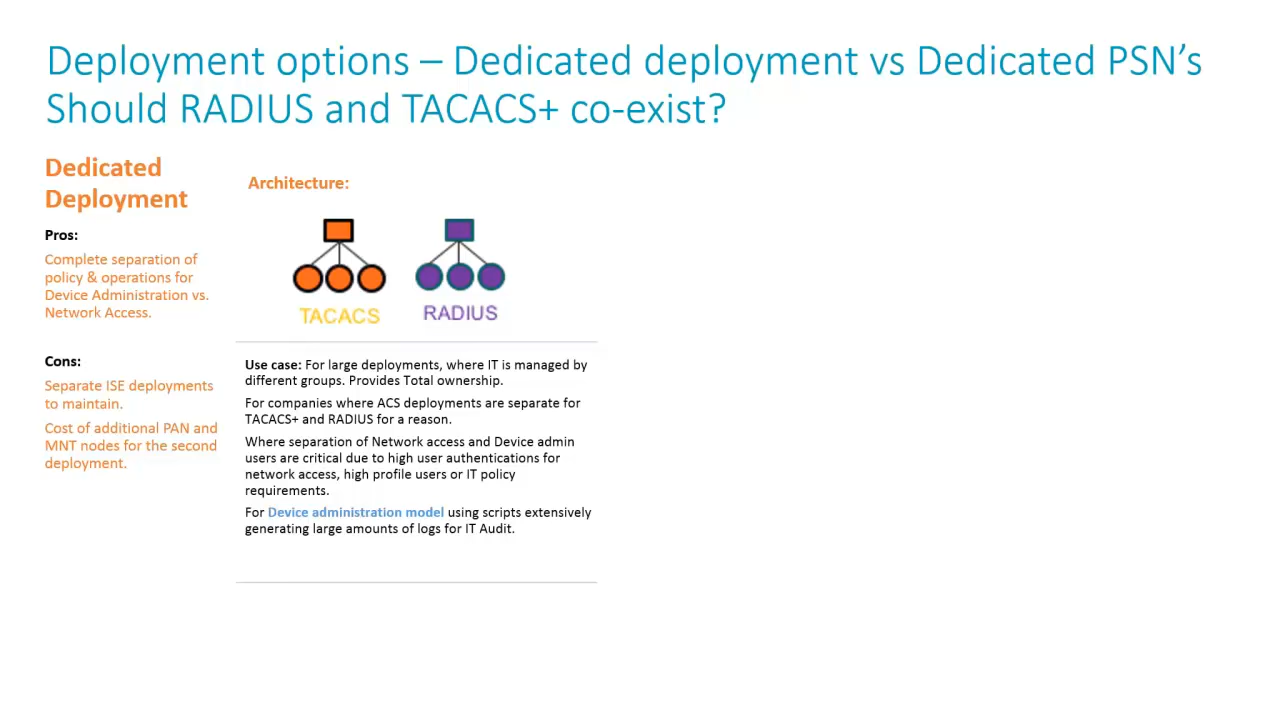 Deployment options – Dedicated deployment vs Dedicated PSN’s
Should RADIUS and TACACS+ co-exist?
Dedicated
Deployment
Pros:
Complete separation of
policy & operations for
Device Administration vs.
Network Access.
Cons:
Separate ISE deployments
to maintain.
Cost of additional PAN and
MNT nodes for the second
deployment.
Architecture:
TACACS
RADIUS
Use case: For large deployments, where IT is managed by
different groups. Provides Total ownership.
For companies where ACS deployments are separate for
TACACS+ and RADIUS for a reason.
Where separation of Network access and Device admin
users are critical due to high user authentications for
network access, high profile users or IT policy
requirements.
For Device administration model using scripts extensively
generating large amounts of logs for IT Audit.